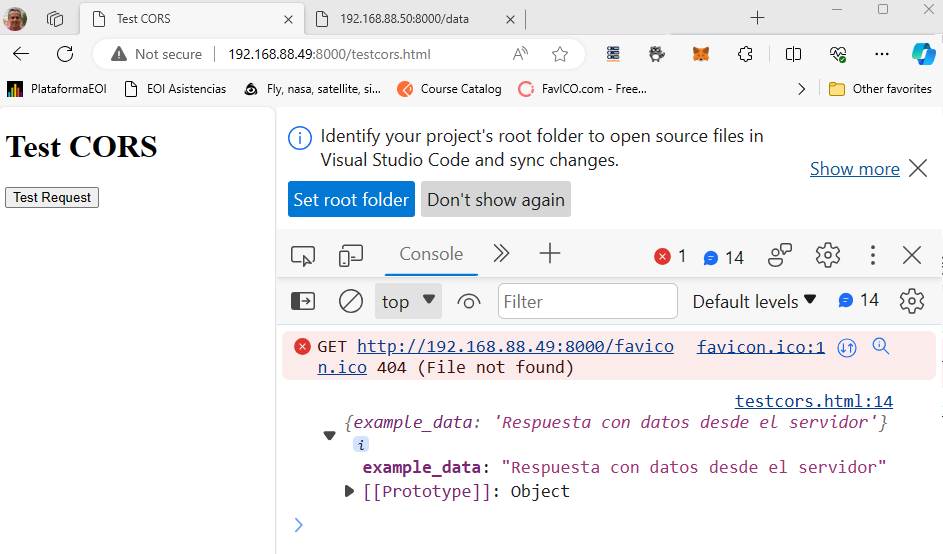 Test CORS
192.168.88.50:8000/data
Not secure
192.168.88.49:8000/testcors.html
PlataformaEOI
EOI Asistencias
Fly, nasa, satellite, si...
Course Catalog
FavICO.com - Free...
Other favorites
Test CORS
Test Request
Identify your project's root folder to open source files in
Visual Studio Code and sync changes.
Show more
Set root folder
Don't show again
Console
1
14
top
Filter
Default levels
14
GET http://192.168.88.49:8000/favico
n.ico 404 (File not found)
favicon.ico:1
testcors.html:14
{example_data: 'Respuesta con datos desde el servidor'}
i
example_data: "Respuesta con datos desde el servidor"
[[Prototype]]: Object